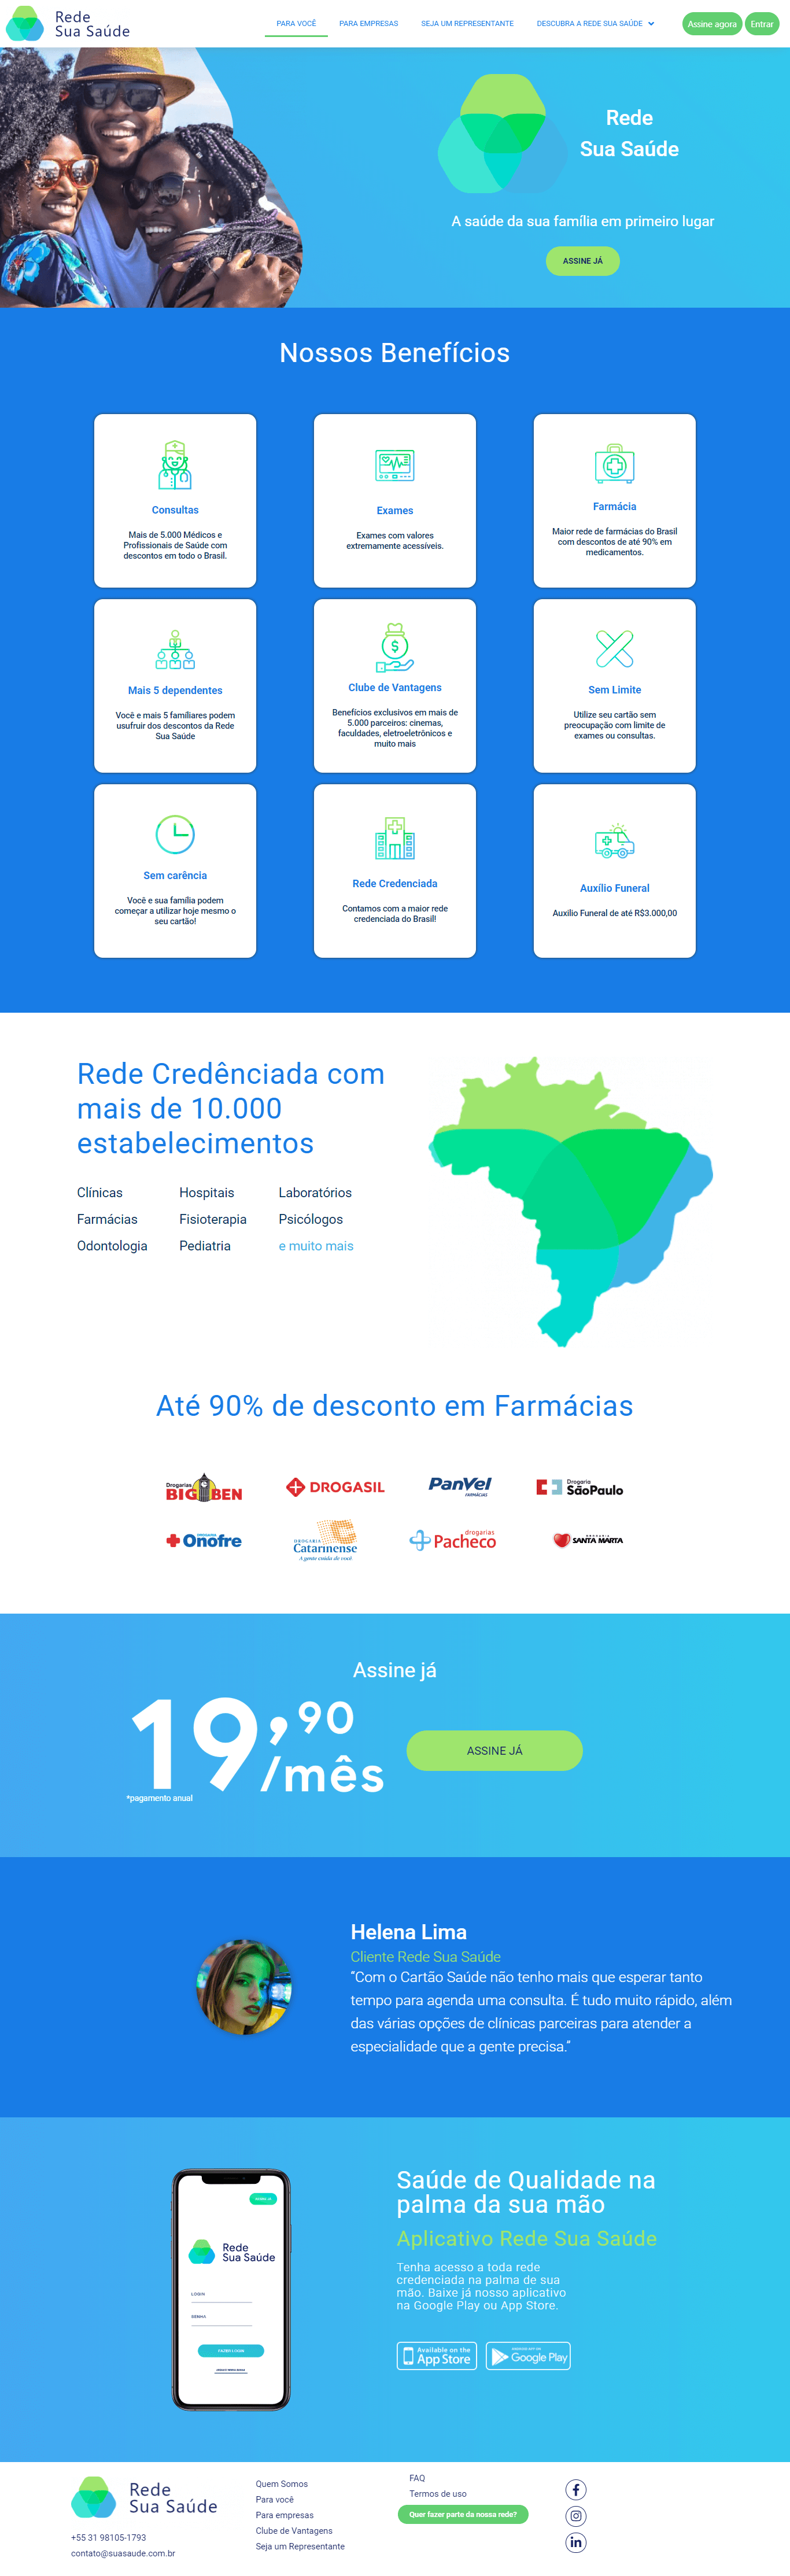 Rede
Sua Saúde
PARA VOCÊ
PARA EMPRESAS
SEJA UM REPRESENTANTE
DESCUBRA A REDE SUA SAÚDE
Assine agora
Entrar
Rede
Sua Saúde
A saúde da sua família em primeiro lugar
ASSINE JÁ
Nossos Benefícios
Consultas
Mais de 5.000 Médicos e
Profissionais de Saúde com
descontos em todo o Brasil.
Exames
Exames com valores
extremamente acessíveis.
Farmácia
Maior rede de farmácias do Brasil
com descontos de até 90% em
medicamentos.
Mais 5 dependentes
Você e mais 5 familiares podem
usufruir dos descontos da Rede
Sua Saúde
Clube de Vantagens
Benefícios exclusivos em mais de
5.000 parceiros: cinemas,
faculdades, eletroeletrônicos e
muito mais
Sem Limite
Utilize seu cartão sem
preocupação com limite de
exames ou consultas.
Sem carência
Você e sua família podem
começar a utilizar hoje mesmo o
seu cartão!
Rede Credenciada
Contamos com a maior rede
credenciada do Brasil!
Auxílio Funeral
Auxílio Funeral de até R$3.000,00
Rede Credênciada com
mais de 10.000
estabelecimentos
Clínicas
Hospitais
Laboratórios
Farmácias
Fisioterapia
Psicólogos
Odontologia
Pediatria
e muito mais
Até 90% de desconto em Farmácias
Drogarias
BIG BEN
DROGASIL
PanVel
FARMÁCIAS
Drogaria
SãoPaulo
Onofre
DROGARIA
Catarinense
A gente cuida de você
drogarias
Pacheco
DROGARIA
SANTA MARTA
Assine já
19,90
/mês
*pagamento anual
ASSINE JÁ
Helena Lima
Cliente Rede Sua Saúde
“Com o Cartão Saúde não tenho mais que esperar tanto
tempo para agenda uma consulta. É tudo muito rápido, além
das várias opções de clínicas parceiras para atender a
especialidade que a gente precisa.”
ASSINE JÁ
Rede
Sua Saúde
LOGIN
SENHA
FAZER LOGIN
Saúde de Qualidade na
palma da sua mão
Aplicativo Rede Sua Saúde
Tenha acesso a toda rede
credenciada na palma de sua
mão. Baixe já nosso aplicativo
na Google Play ou App Store.
Available on the
App Store
Google Play
Rede
Sua Saúde
+55 31 98105-1793
contato@suasaude.com.br
Quem Somos
Para você
Para empresas
Clube de Vantagens
Seja um Representante
FAQ
Termos de uso
Quer fazer parte da nossa rede?